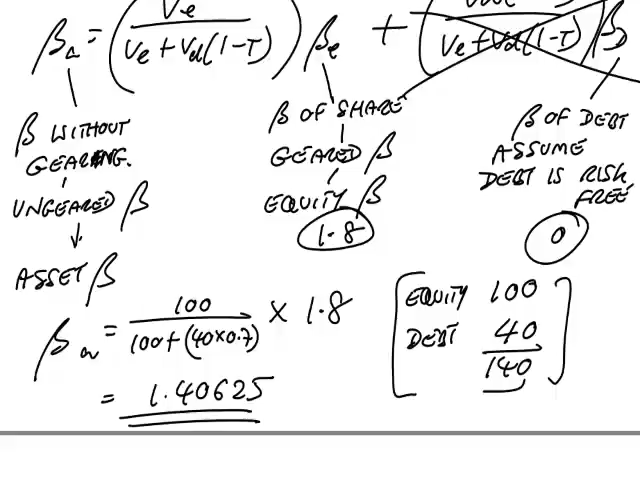 βa = (Ve / (Ve + Vd(1-T))) βe + (/ (Ve + Vd(1-T))) βD
β WITHOUT GEARING.
UNGEARED β
ASSET β
β OF SHARE
GEARED β
EQUITY β
1.8
β OF DEBT
ASSUME
DEBT IS RISK
FREE
0
βa = 100 / (100+(40×0.7)) × 1.8
= 1.40625
EQUITY 100
DEBT 40
140